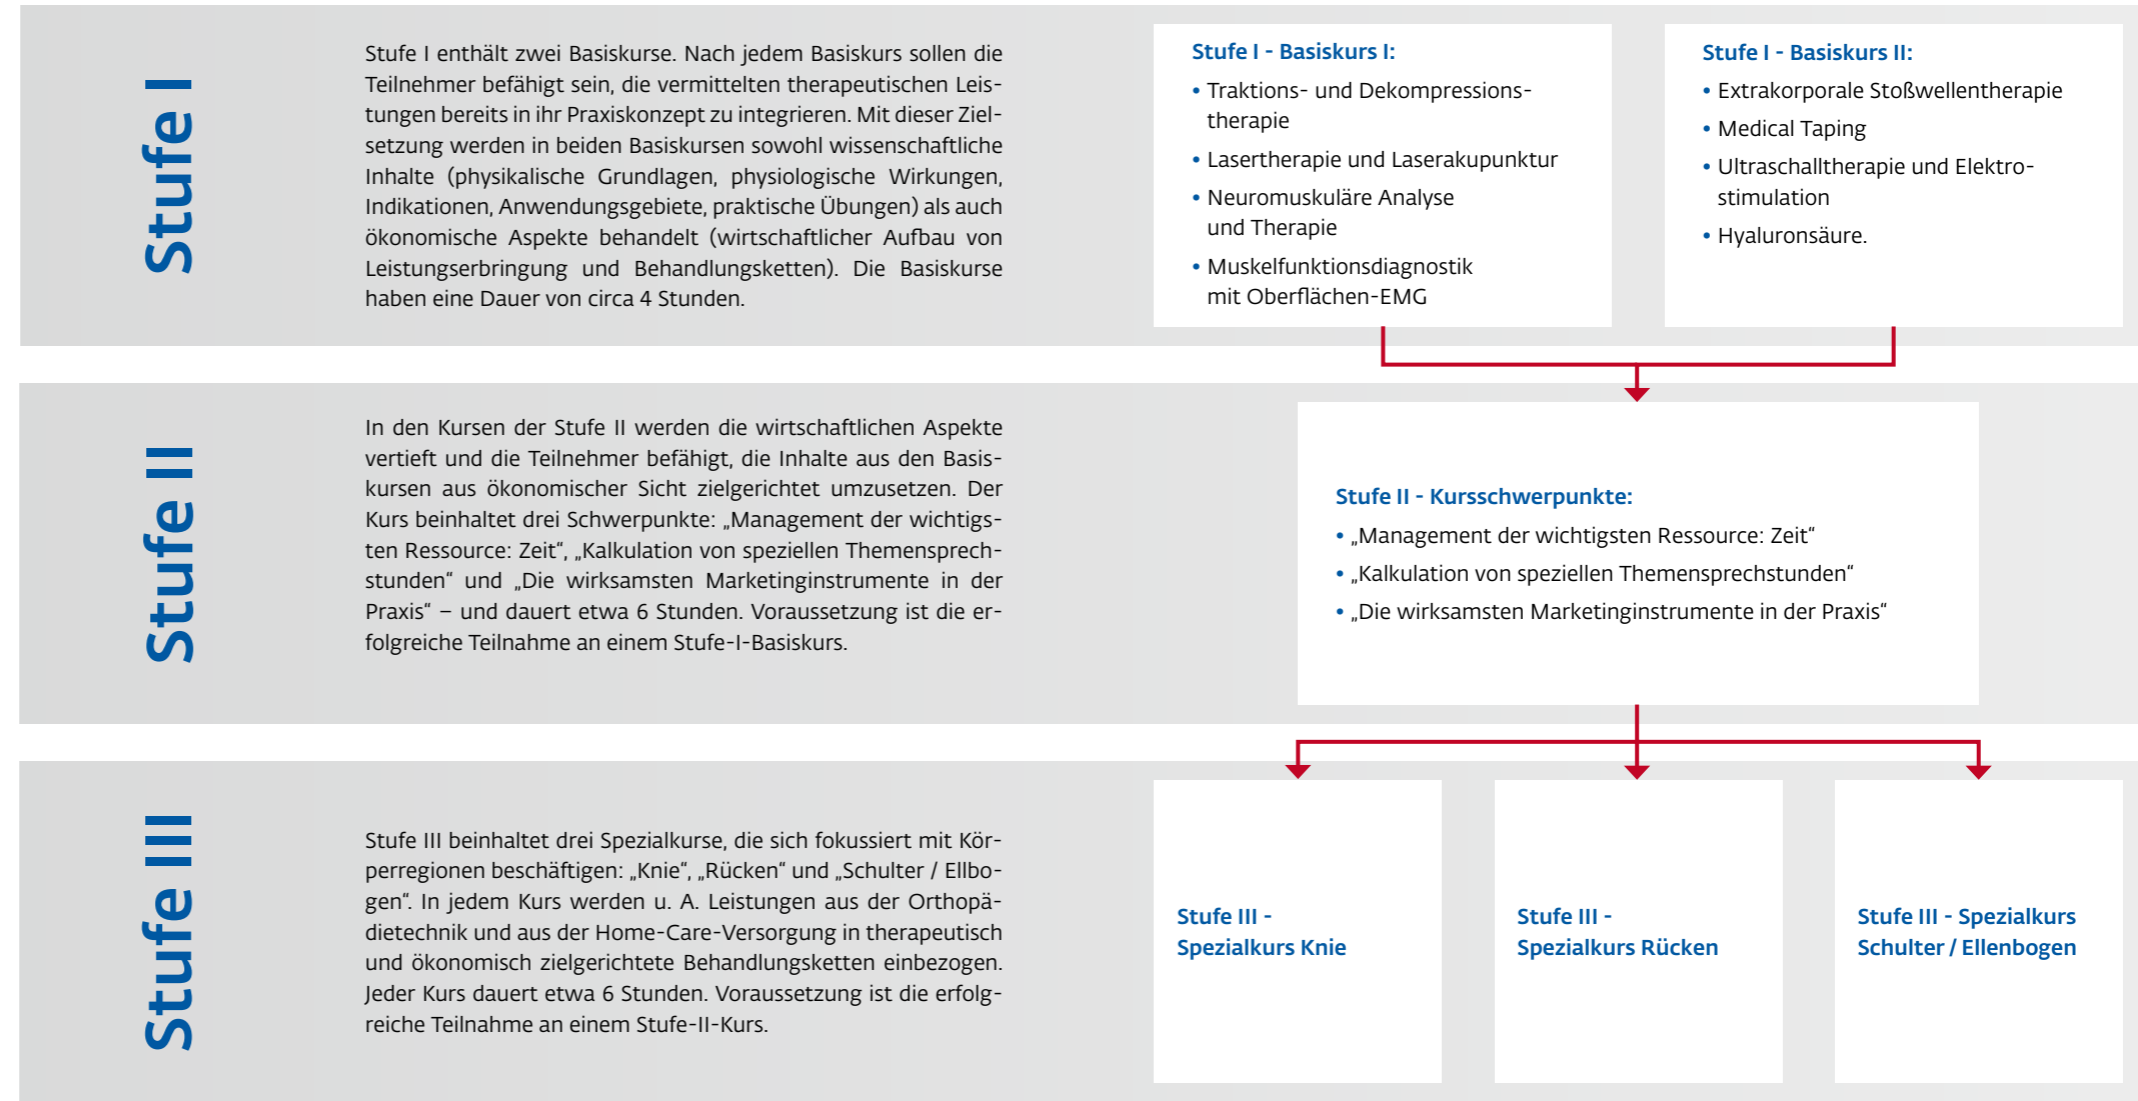 Stufe I
Stufe I enthält zwei Basiskurse. Nach jedem Basiskurs sollen die
Teilnehmer befähigt sein, die vermittelten therapeutischen Leis-
tungen bereits in ihr Praxiskonzept zu integrieren. Mit dieser Ziel-
setzung werden in beiden Basiskursen sowohl wissenschaftliche
Inhalte (physikalische Grundlagen, physiologische Wirkungen,
Indikationen, Anwendungsgebiete, praktische Übungen) als auch
ökonomische Aspekte behandelt (wirtschaftlicher Aufbau von
Leistungserbringung und Behandlungsketten). Die Basiskurse
haben eine Dauer von circa 4 Stunden.
Stufe I - Basiskurs I:
• Traktions- und Dekompressions-
therapie
• Lasertherapie und Laserakupunktur
• Neuromuskuläre Analyse
und Therapie
• Muskelfunktionsdiagnostik
mit Oberflächen-EMG
Stufe I - Basiskurs II:
• Extrakorporale Stoßwellentherapie
• Medical Taping
• Ultraschalltherapie und Elektro-
stimulation
• Hyaluronsäure.
Stufe II
In den Kursen der Stufe II werden die wirtschaftlichen Aspekte
vertieft und die Teilnehmer befähigt, die Inhalte aus den Basis-
kursen aus ökonomischer Sicht zielgerichtet umzusetzen. Der
Kurs beinhaltet drei Schwerpunkte: „Management der wichtigs-
ten Ressource: Zeit“, „Kalkulation von speziellen Themensprech-
stunden“ und „Die wirksamsten Marketinginstrumente in der
Praxis“ – und dauert etwa 6 Stunden. Voraussetzung ist die er-
folgreiche Teilnahme an einem Stufe-I-Basiskurs.
Stufe II - Kursschwerpunkte:
• „Management der wichtigsten Ressource: Zeit“
• „Kalkulation von speziellen Themensprechstunden“
• „Die wirksamsten Marketinginstrumente in der Praxis“
Stufe III
Stufe III beinhaltet drei Spezialkurse, die sich fokussiert mit Kör-
perregionen beschäftigen: „Knie“, „Rücken“ und „Schulter / Ellbo-
gen“. In jedem Kurs werden u. A. Leistungen aus der Orthopä-
dietechnik und aus der Home-Care-Versorgung in therapeutisch
und ökonomisch zielgerichtete Behandlungsketten einbezogen.
Jeder Kurs dauert etwa 6 Stunden. Voraussetzung ist die erfolg-
reiche Teilnahme an einem Stufe-II-Kurs.
Stufe III -
Spezialkurs Knie
Stufe III -
Spezialkurs Rücken
Stufe III - Spezialkurs
Schulter / Ellenbogen